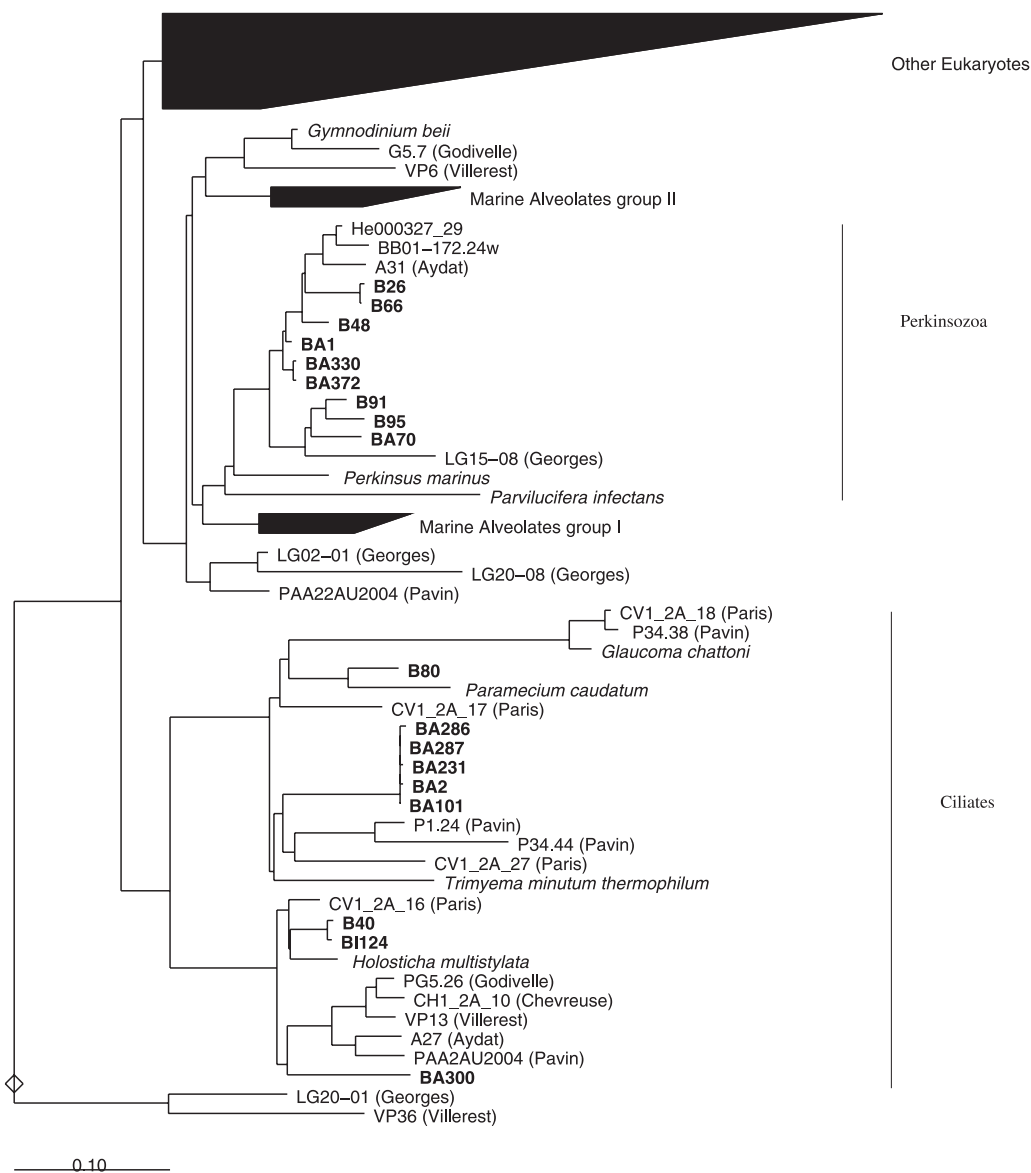 Other Eukaryotes
Gymnodinium beii
G5.7 (Godivelle)
VP6 (Villerest)
Marine Alveolates group II
He000327_29
BB01–172.24w
A31 (Aydat)
B26
B66
B48
Perkinsozoa
BA1
BA330
BA372
B91
B95
BA70
LG15–08 (Georges)
Perkinsus marinus
Parvilucifera infectans
Marine Alveolates group I
LG02–01 (Georges)
LG20–08 (Georges)
PAA22AU2004 (Pavin)
CV1_2A_18 (Paris)
P34.38 (Pavin)
Glaucoma chattoni
B80
Paramecium caudatum
CV1_2A_17 (Paris)
BA286
BA287
BA231
BA2
BA101
Ciliates
P1.24 (Pavin)
P34.44 (Pavin)
CV1_2A_27 (Paris)
Trimyema minutum thermophilum
CV1_2A_16 (Paris)
B40
BI124
Holosticha multistylata
PG5.26 (Godivelle)
CH1_2A_10 (Chevreuse)
VP13 (Villerest)
A27 (Aydat)
PAA2AU2004 (Pavin)
BA300
LG20–01 (Georges)
VP36 (Villerest)
0.10